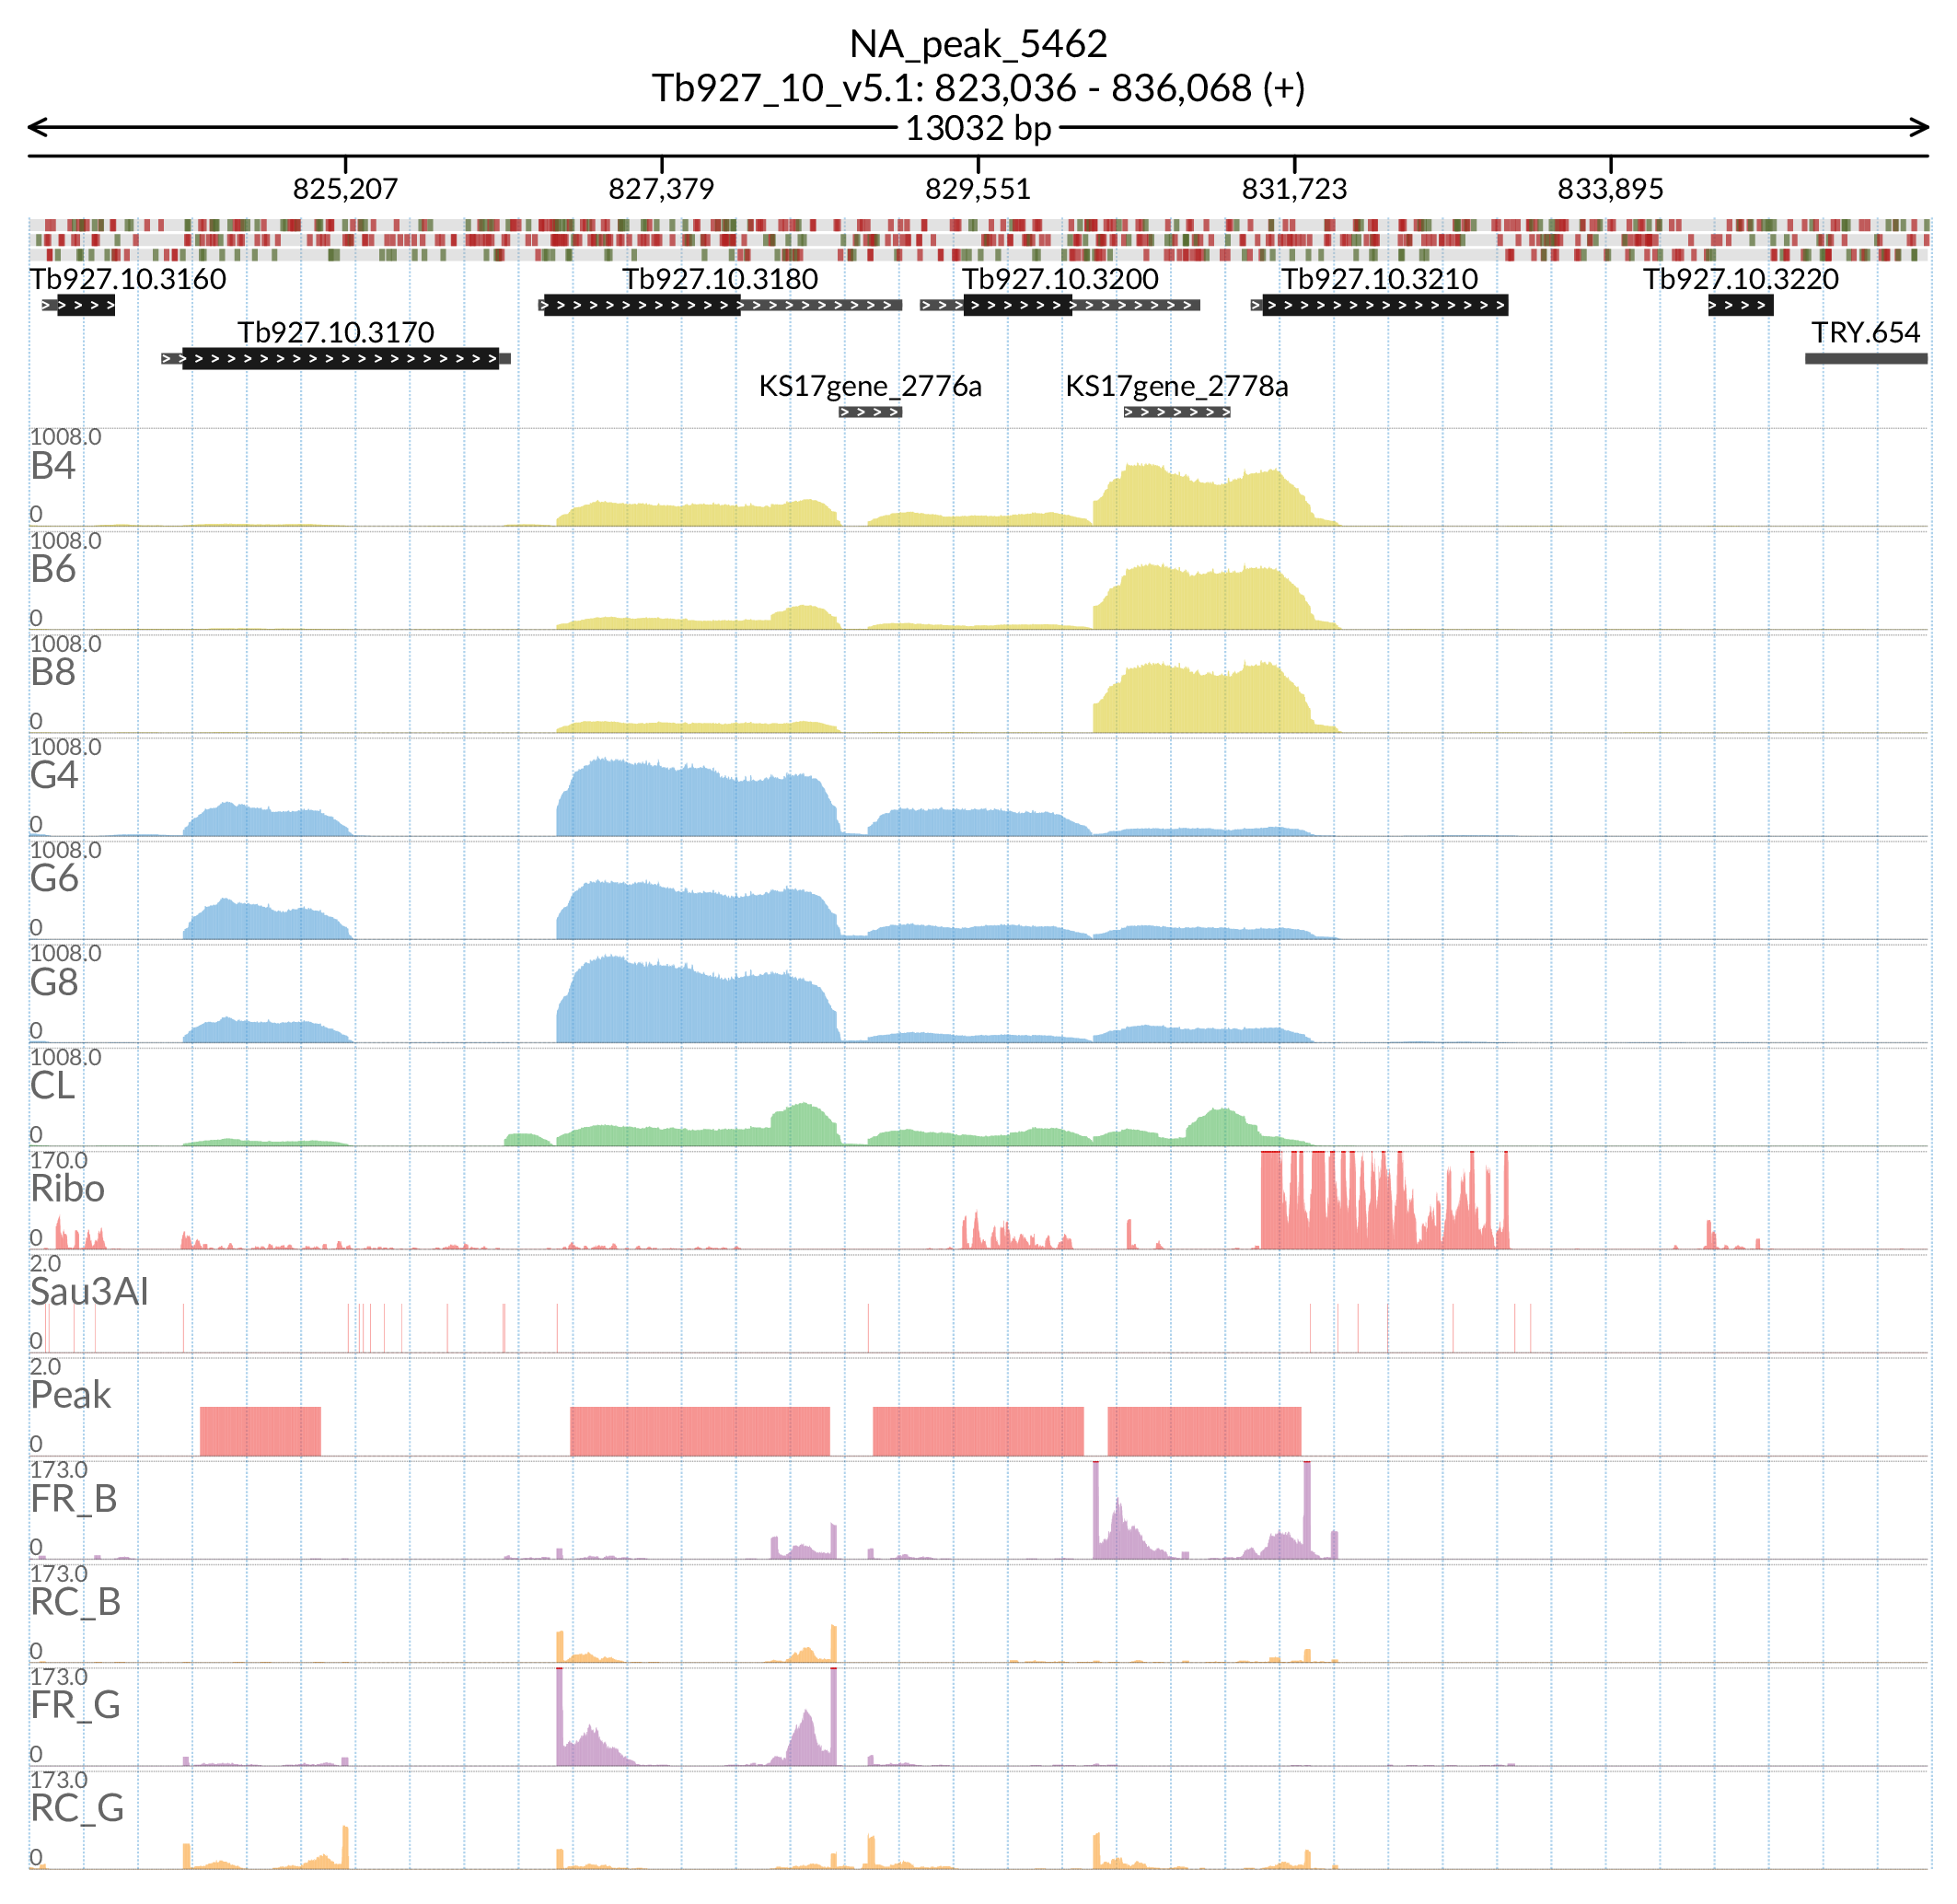 NA_peak_5462
Tb927_10_v5.1: 823,036 - 836,068 (+)
13032 bp
825,207 827,379 829,551 831,723 833,895
Tb927.10.3160 Tb927.10.3180 Tb927.10.3200 Tb927.10.3210 Tb927.10.3220
Tb927.10.3170 TRY.654
KS17gene_2776a KS17gene_2778a
1008.0
B4
0
1008.0
B6
0
1008.0
B8
0
1008.0
G4
0
1008.0
G6
0
1008.0
G8
0
1008.0
CL
0
170.0
Ribo
0
2.0
Sau3AI
0
2.0
Peak
0
173.0
FR_B
0
173.0
RC_B
0
173.0
FR_G
0
173.0
RC_G
0